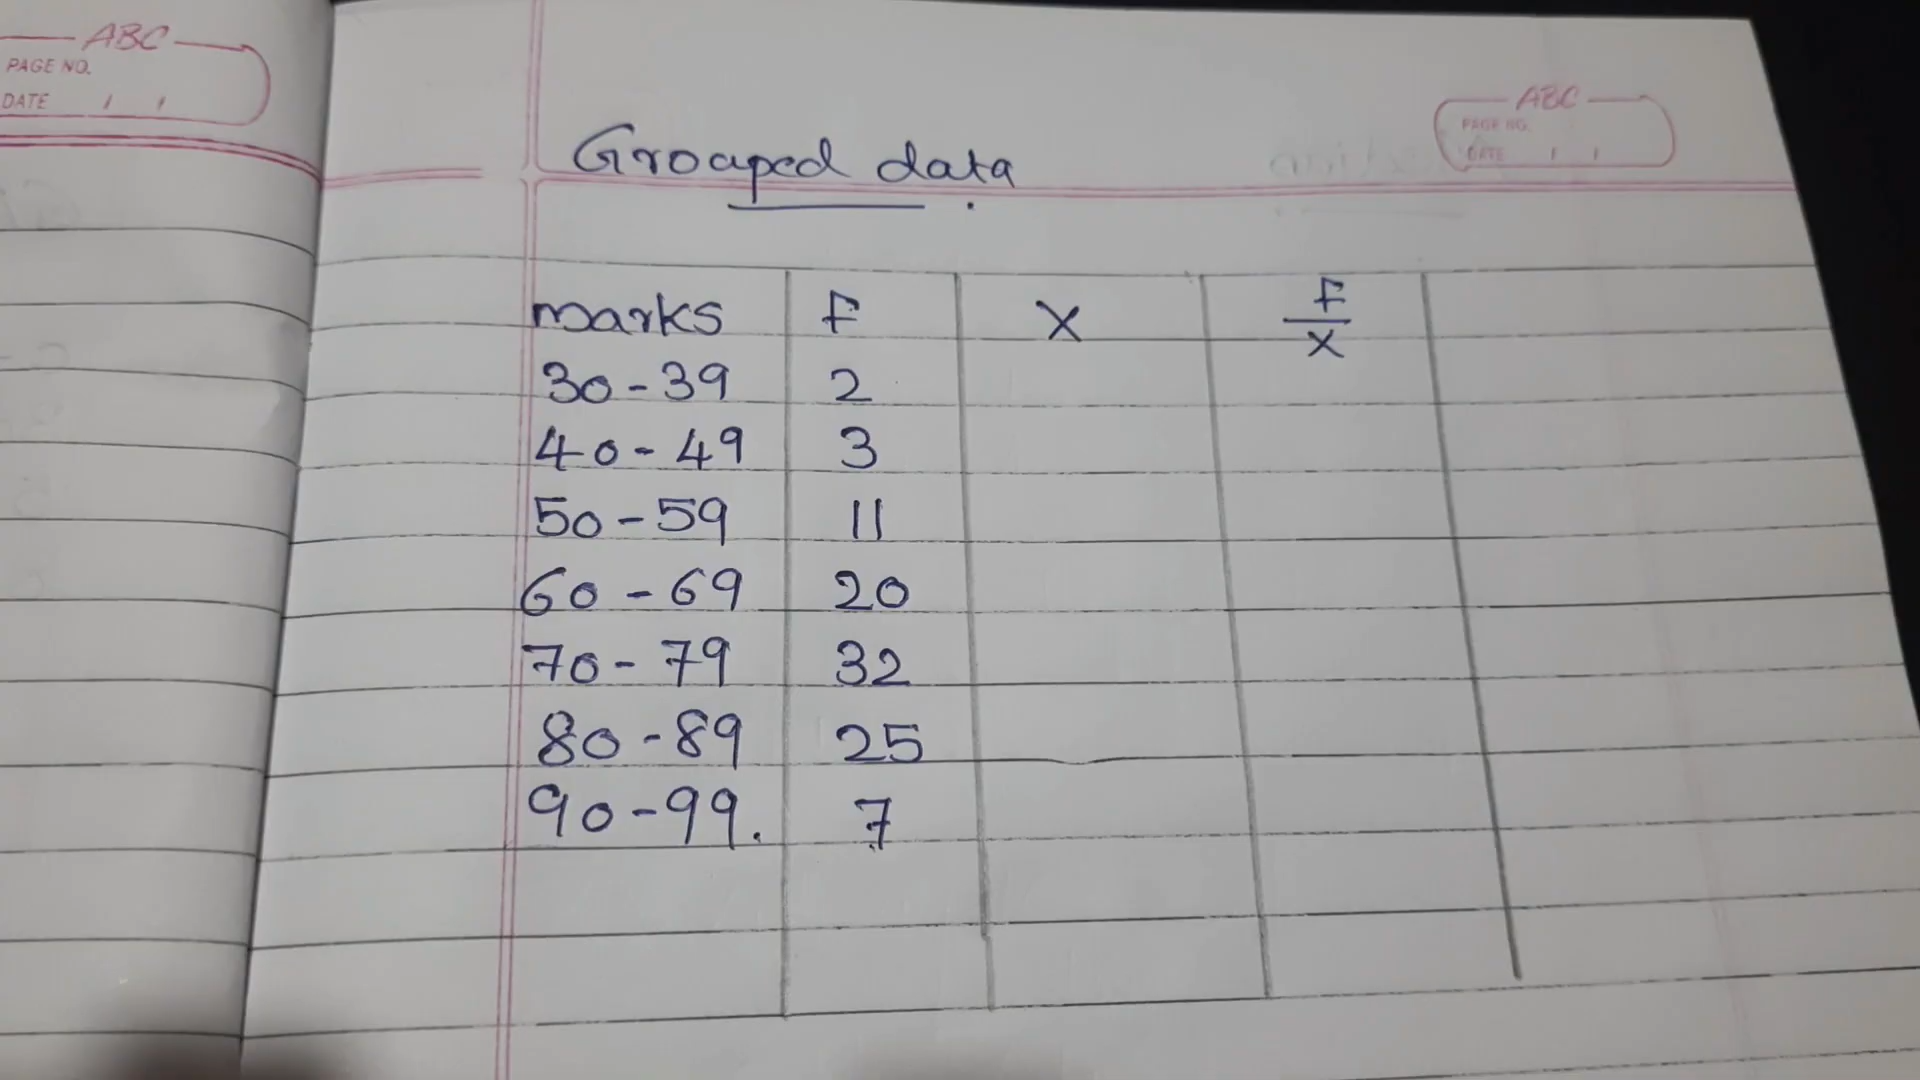 ABC
PAGE NO.
DATE / /
ABC
PAGE NO.
DATE / /
Grouped data
marks F X F/X
30-39 2
40-49 3
50-59 11
60-69 20
70-79 32
80-89 25
90-99. 7